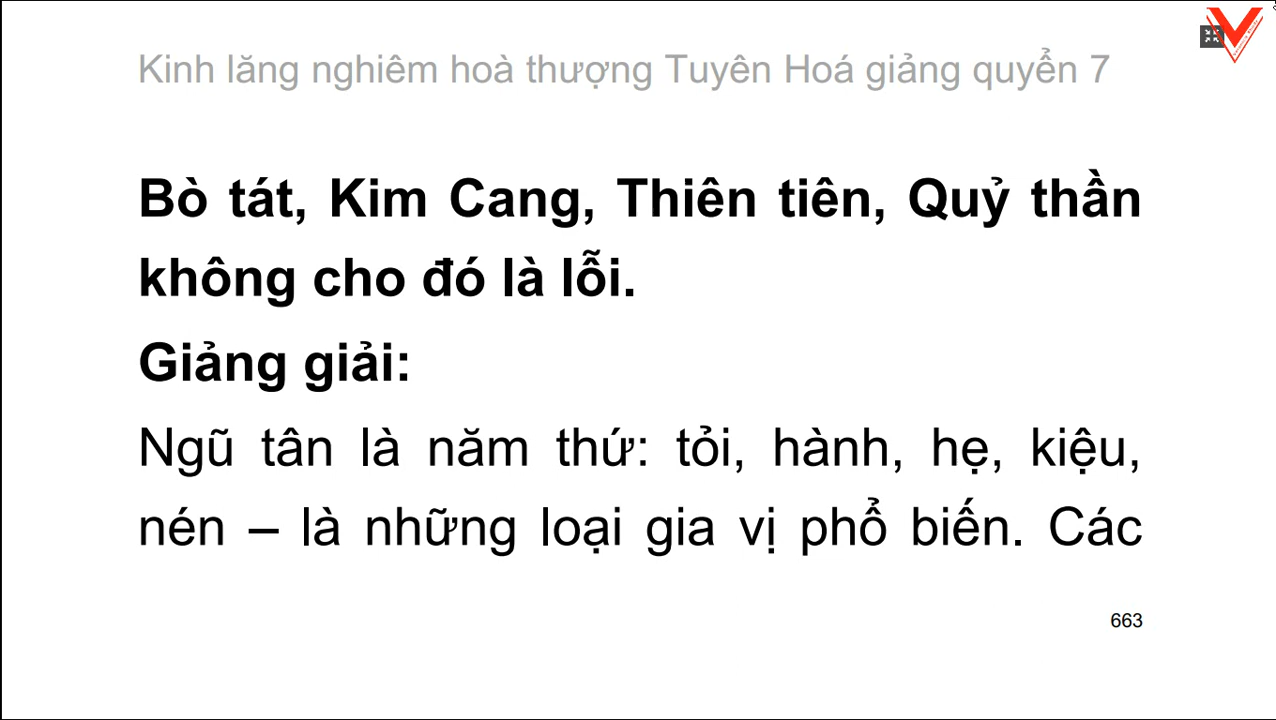 Kinh lăng nghiêm hoà thượng Tuyên Hoá giảng quyển 7
Bò tát, Kim Cang, Thiên tiên, Quỷ thần
không cho đó là lỗi.
Giảng giải:
Ngũ tân là năm thứ: tỏi, hành, hẹ, kiệu,
nén – là những loại gia vị phổ biến. Các
663